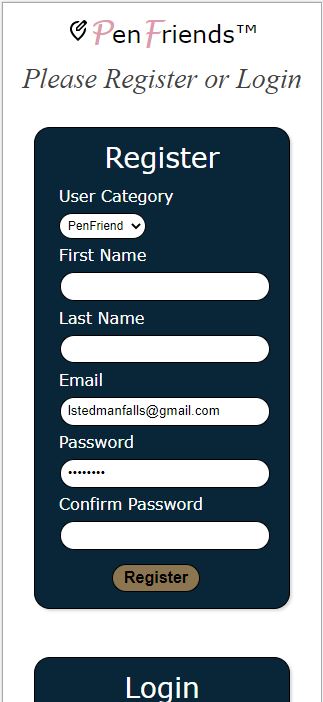 PenFriends™
Please Register or Login
Register
User Category
PenFriend
First Name
Last Name
Email
lstedmanfalls@gmail.com
Password
••••••••
Confirm Password
Register
Login